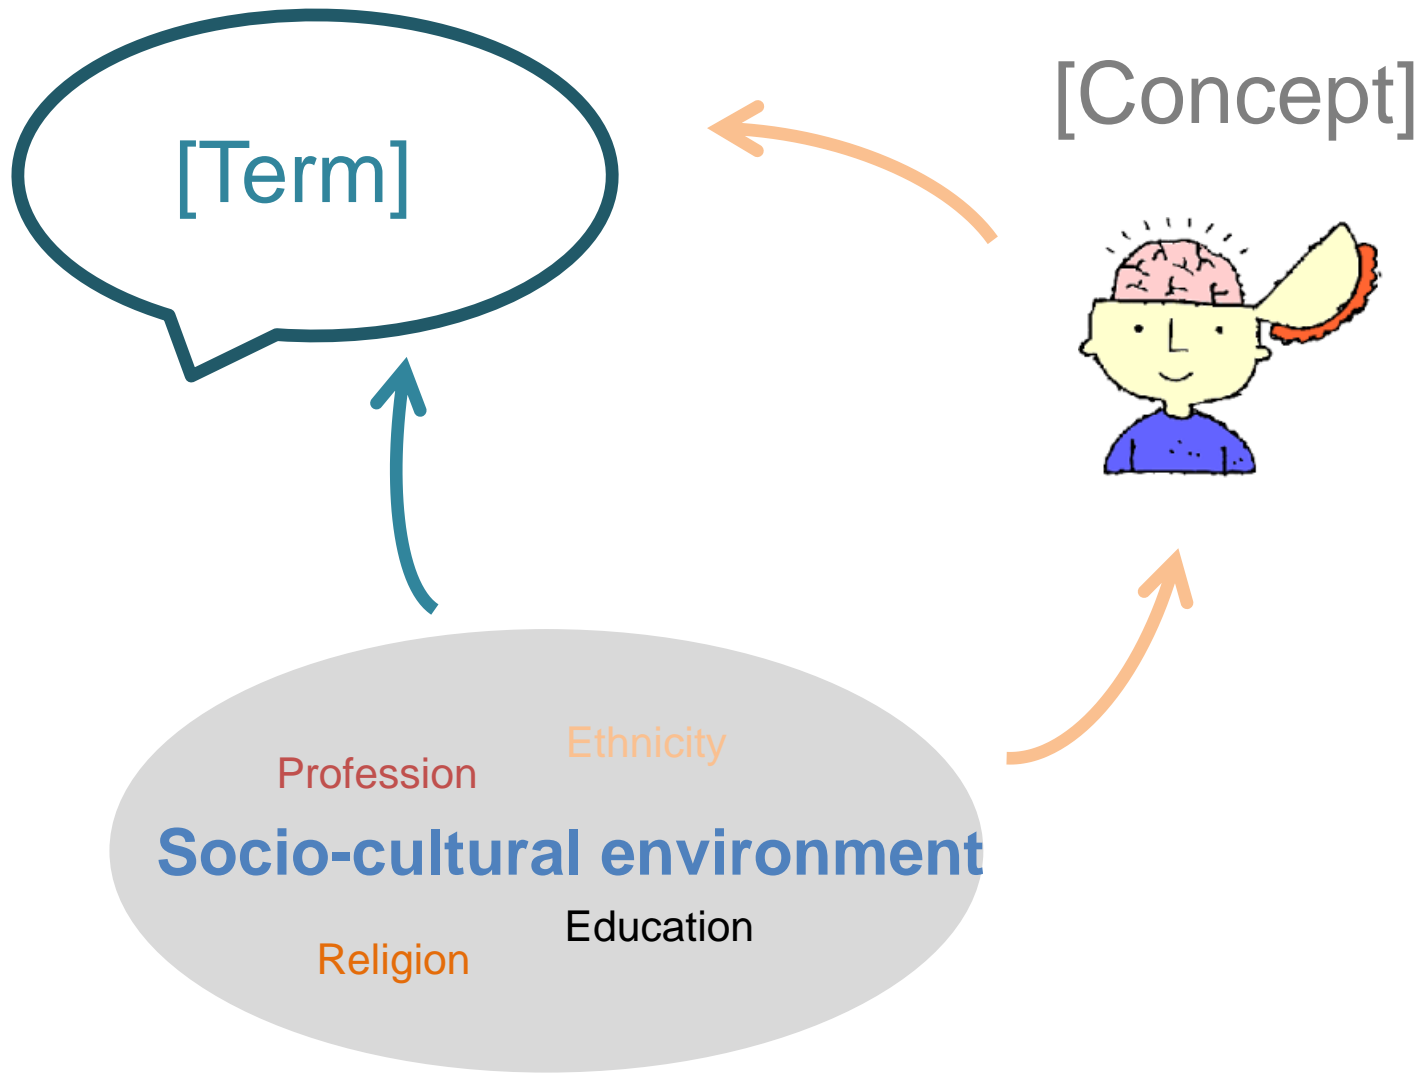 [Concept]
[Term]
Ethnicity
Profession
Socio-cultural environment
Education
Religion